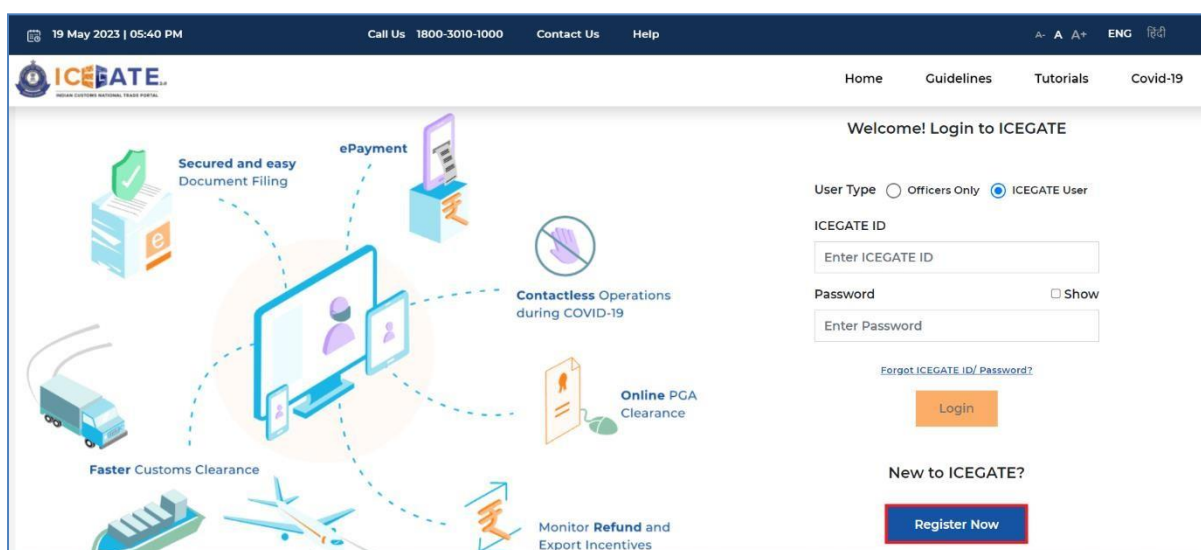 19 May 2023 | 05:40 PM Call Us 1800-3010-1000 Contact Us Help A- A A+ ENG हिंदी
ICEGATE
INDIAN CUSTOMS NATIONAL TRADE PORTAL
Home Guidelines Tutorials Covid-19
Welcome! Login to ICEGATE
Secured and easy
Document Filing
ePayment
Contactless Operations
during COVID-19
Online PGA
Clearance
Faster Customs Clearance
Monitor Refund and
Export Incentives
e
₹
₹
User Type Officers Only ICEGATE User
ICEGATE ID
Enter ICEGATE ID
Password Show
Enter Password
Forgot ICEGATE ID/ Password?
Login
New to ICEGATE?
Register Now